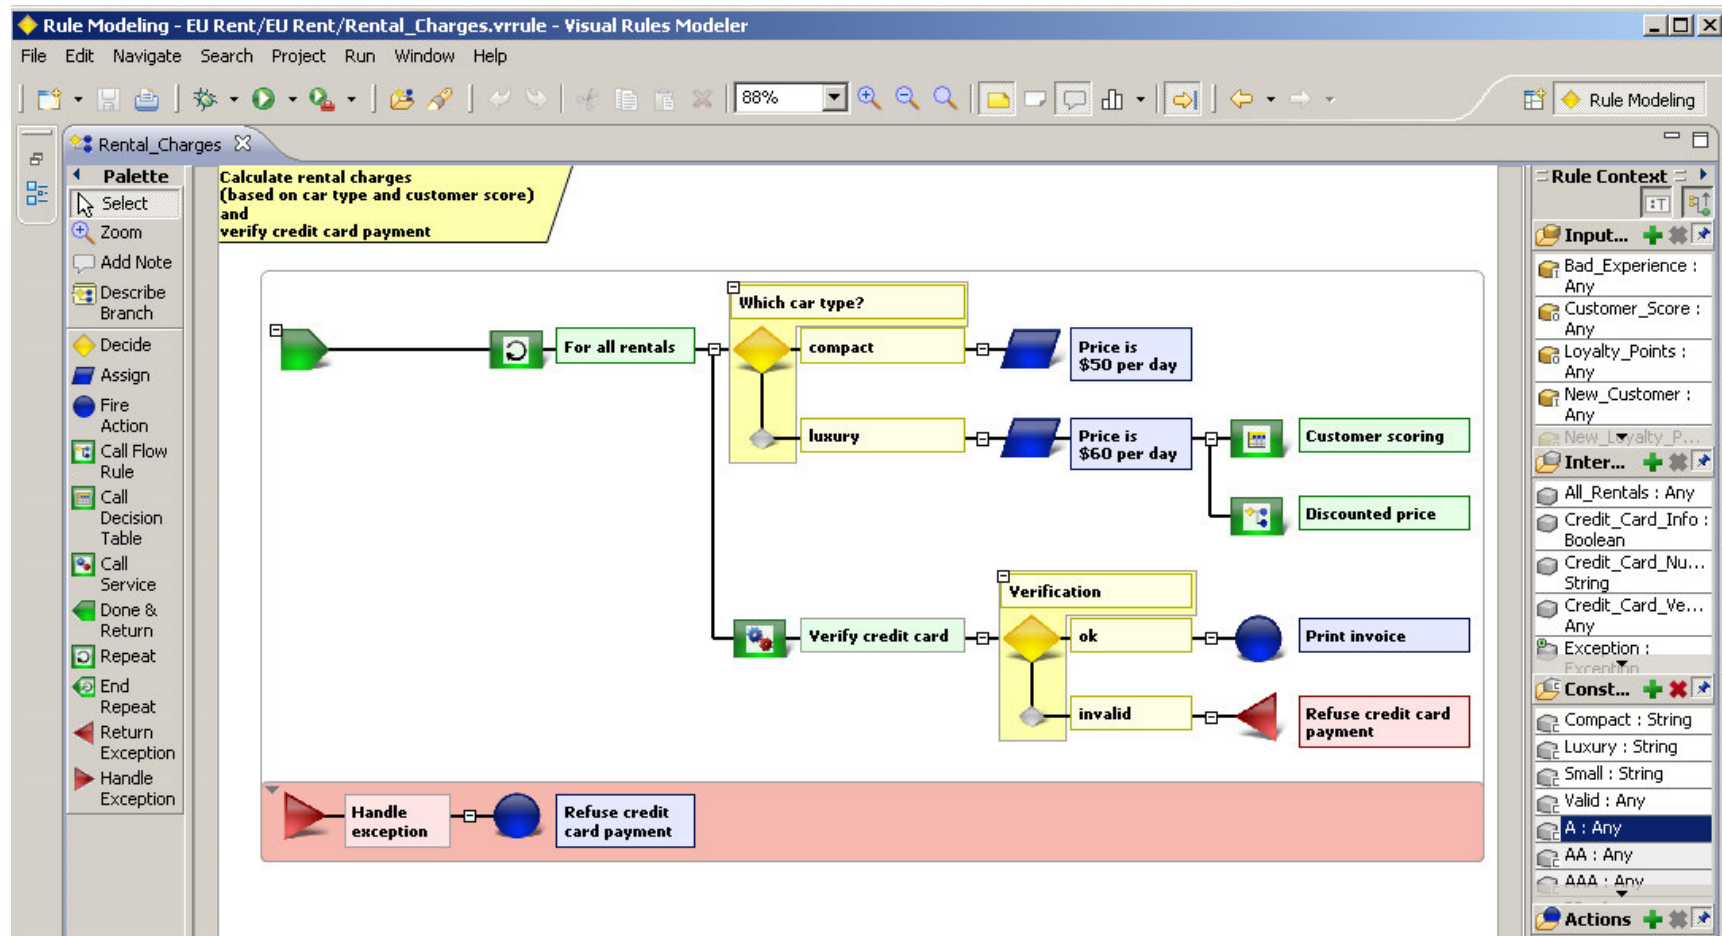 Rule Modeling - EU Rent/EU Rent/Rental_Charges.vrrule - Visual Rules Modeler
File Edit Navigate Search Project Run Window Help
88%
Rule Modeling
Rental_Charges
Palette
Select
Zoom
Add Note
Describe
Branch
Decide
Assign
Fire
Action
Call Flow
Rule
Call
Decision
Table
Call
Service
Done &
Return
Repeat
End
Repeat
Return
Exception
Handle
Exception
Calculate rental charges
(based on car type and customer score)
and
verify credit card payment
Which car type?
For all rentals
compact
Price is
$50 per day
luxury
Price is
$60 per day
Customer scoring
Discounted price
Verification
Verify credit card
ok
Print invoice
invalid
Refuse credit card
payment
Handle
exception
Refuse credit
card payment
Rule Context
Input...
Bad_Experience :
Any
Customer_Score :
Any
Loyalty_Points :
Any
New_Customer :
Any
New_Loyalty_P...
Inter...
All_Rentals : Any
Credit_Card_Info :
Boolean
Credit_Card_Nu...
String
Credit_Card_Ve...
Any
Exception :
Exception
Const...
Compact : String
Luxury : String
Small : String
Valid : Any
A : Any
AA : Any
AAA : Any
Actions